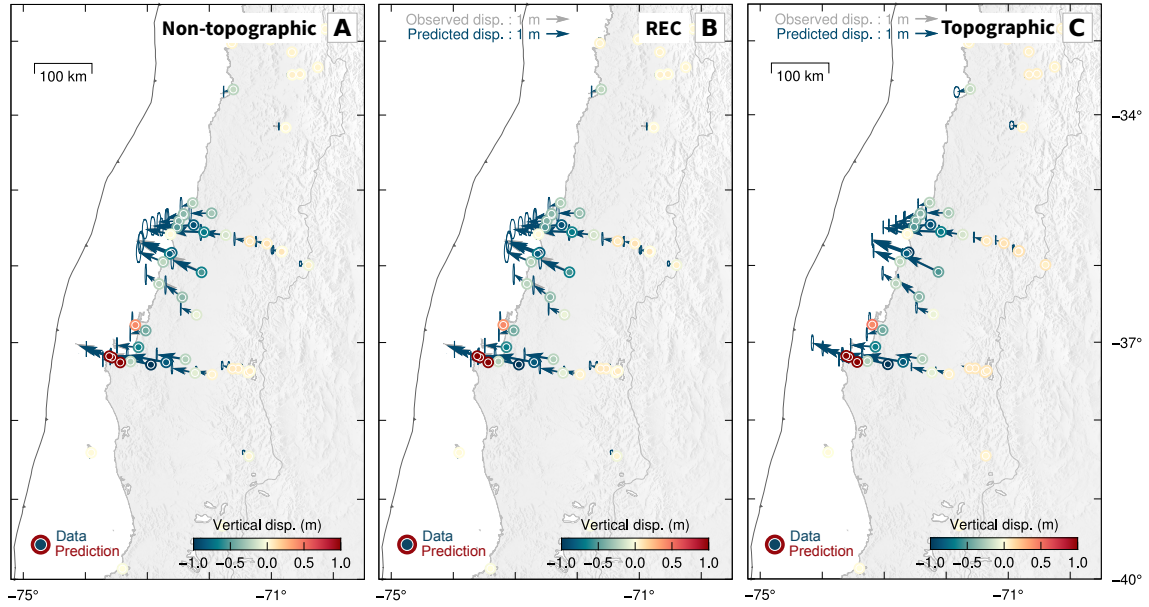 Non-topographic A
100 km
Data
Prediction
Vertical disp. (m)
−1.0 −0.5 0.0 0.5 1.0
−75° −71°
Observed disp. : 1 m
Predicted disp. : 1 m
REC B
100 km
Data
Prediction
Vertical disp. (m)
−1.0 −0.5 0.0 0.5 1.0
−75° −71°
Observed disp. : 1 m
Predicted disp. : 1 m
Topographic C
100 km
Data
Prediction
Vertical disp. (m)
−1.0 −0.5 0.0 0.5 1.0
−75° −71°
−34°
−37°
−40°